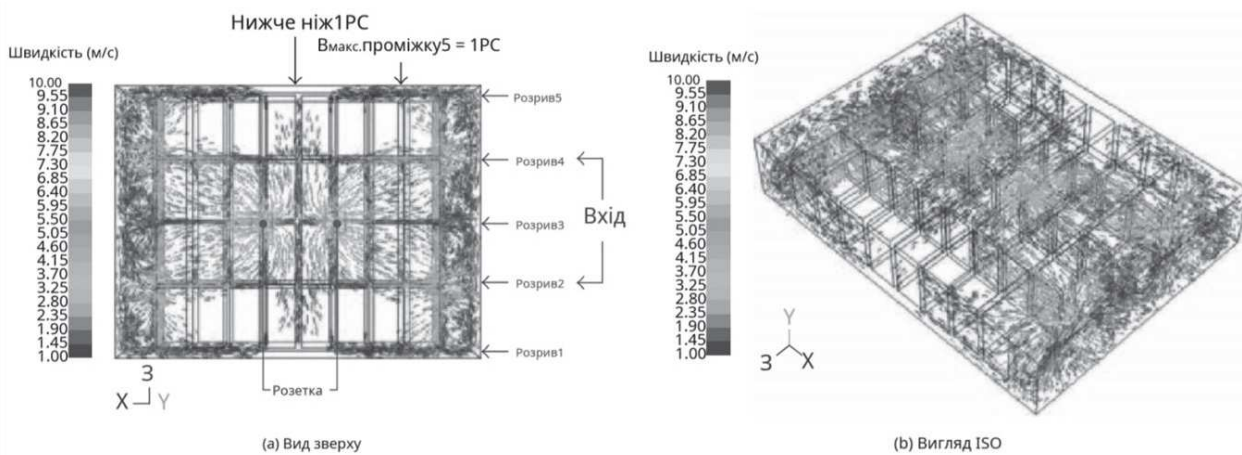 Нижче ніж1PC
Вмакс.проміжку5 = 1PC
Швидкість (м/с)
10.00
9.55
9.10
8.65
8.20
7.75
7.30
6.85
6.40
5.95
5.50
5.05
4.60
4.15
3.70
3.25
2.80
2.35
1.90
1.45
1.00
Розрив5
Розрив4
Розрив3
Розрив2
Розрив1
Вхід
Розетка
З
X Y
(a) Вид зверху
Швидкість (м/с)
10.00
9.55
9.10
8.65
8.20
7.75
7.30
6.85
6.40
5.95
5.50
5.05
4.60
4.15
3.70
3.25
2.80
2.35
1.90
1.45
1.00
Y
З X
(b) Вигляд ISO